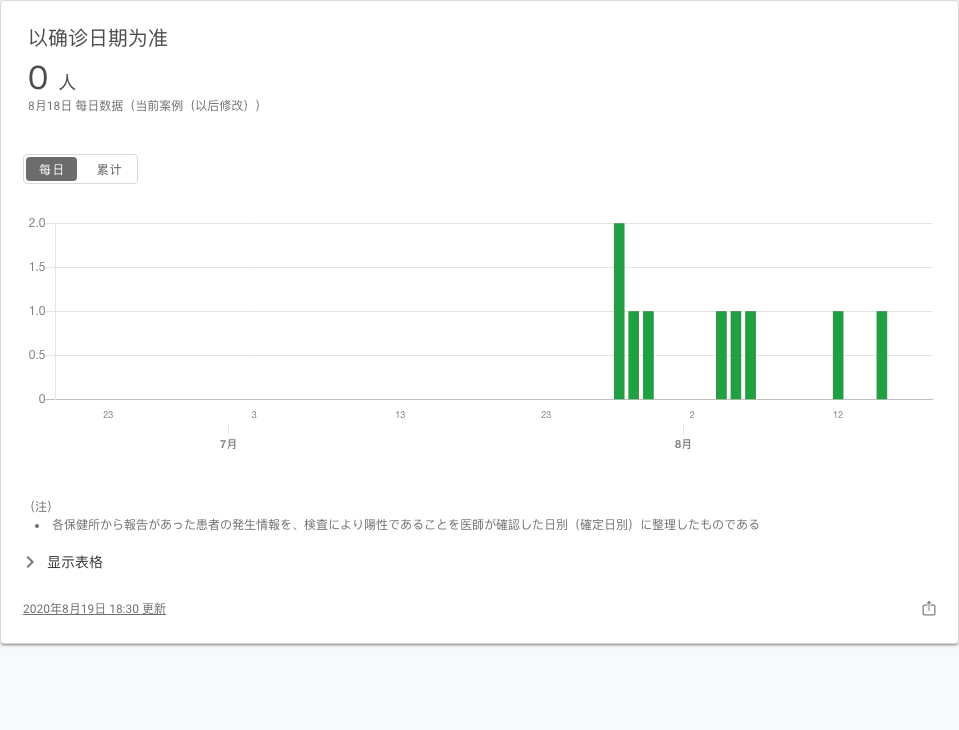 以确诊日期为准
0 人
8月18日 每日数据（当前案例（以后修改））
每日 累计
2.0
1.5
1.0
0.5
0
23 3 13 23 2 12
7月 8月
（注）
• 各保健所から報告があった患者の発生情報を、検査により陽性であることを医師が確認した日別（確定日別）に整理したものである
显示表格
2020年8月19日 18:30 更新